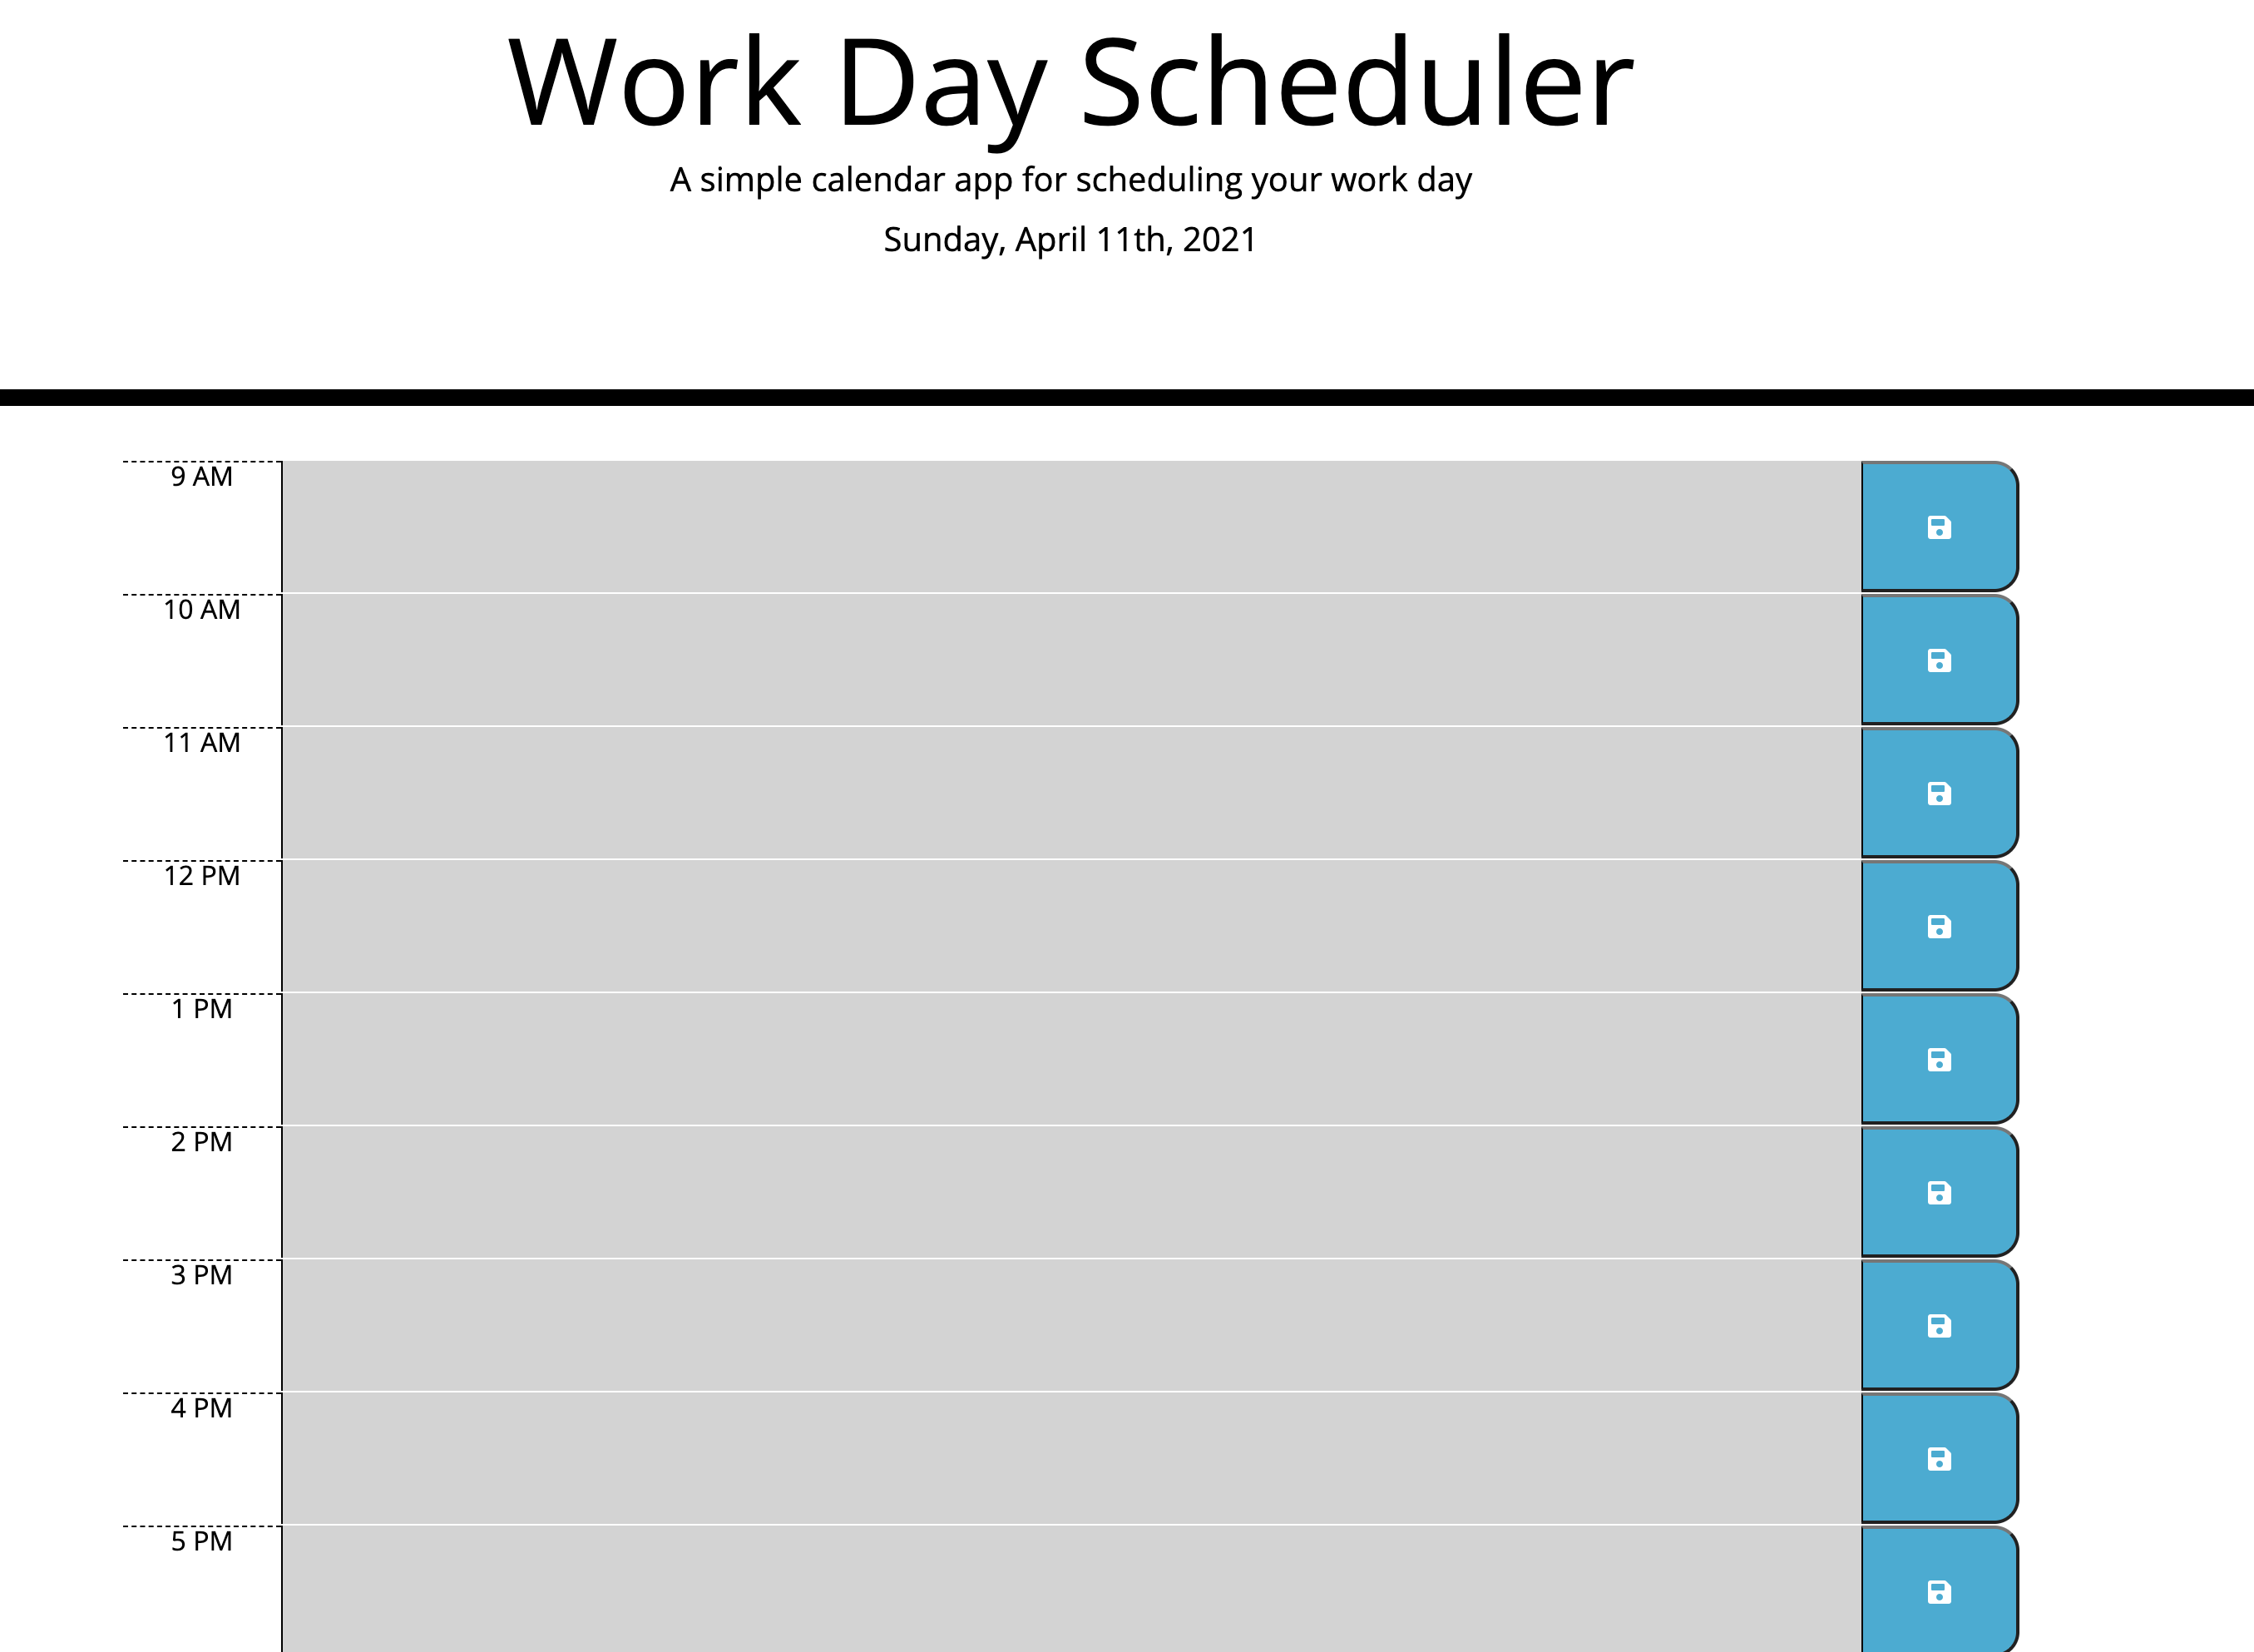 Work Day Scheduler
A simple calendar app for scheduling your work day
Sunday, April 11th, 2021
9 AM
10 AM
11 AM
12 PM
1 PM
2 PM
3 PM
4 PM
5 PM